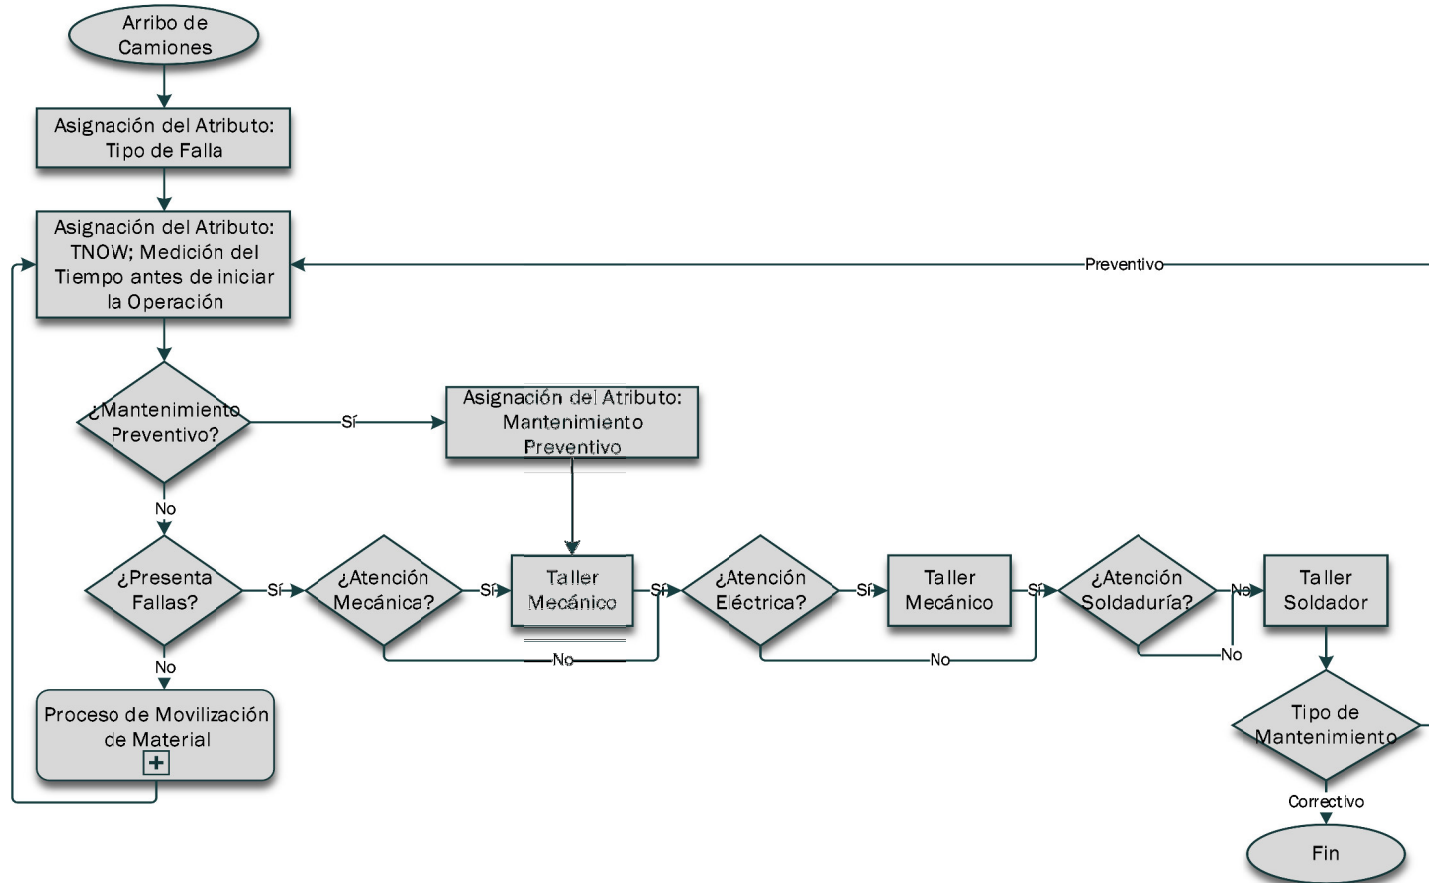 Arribo de
Camiones
Asignación del Atributo:
Tipo de Falla
Asignación del Atributo:
TNOW; Medición del
Tiempo antes de iniciar
la Operación
Preventivo
¿Mantenimiento
Preventivo?
Sí
Asignación del Atributo:
Mantenimiento
Preventivo
No
¿Presenta
Fallas?
Sí
¿Atención
Mecánica?
Sí
Taller
Mecánico
Sí
¿Atención
Eléctrica?
Sí
Taller
Mecánico
Sí
¿Atención
Soldaduría?
No
Taller
Soldador
No
No
No
No
Proceso de Movilización
de Material
Tipo de
Mantenimiento
Correctivo
Fin